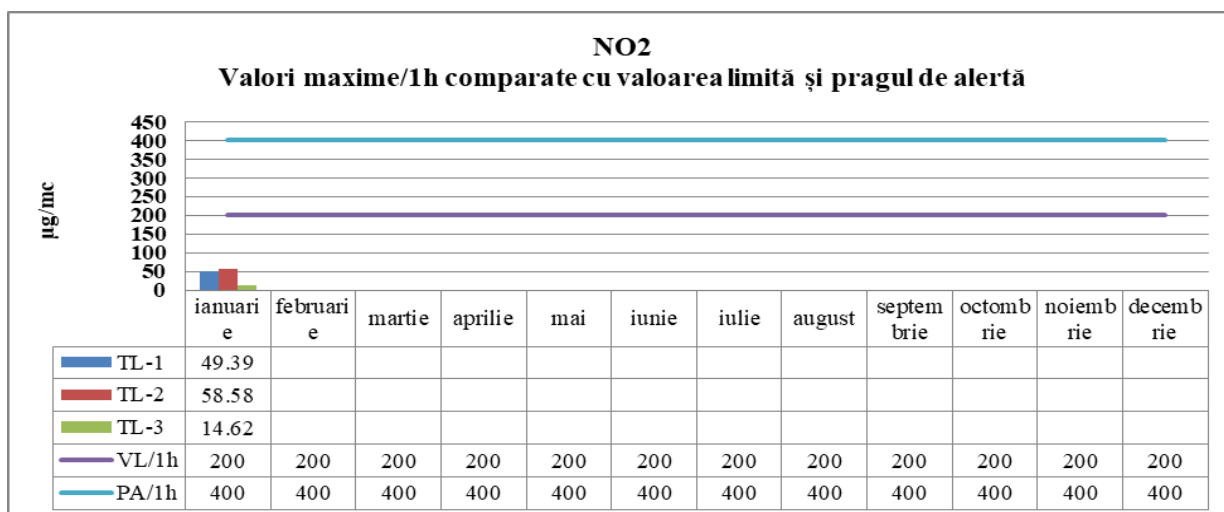 NO2
Valori maxime/1h comparate cu valoarea limită și pragul de alertă
µg/mc
450
400
350
300
250
200
150
100
50
0
ianuarie februarie martie aprilie mai iunie iulie august septembrie octombrie noiembrie decembrie
TL-1 49.39
TL-2 58.58
TL-3 14.62
VL/1h 200 200 200 200 200 200 200 200 200 200 200 200
PA/1h 400 400 400 400 400 400 400 400 400 400 400 400